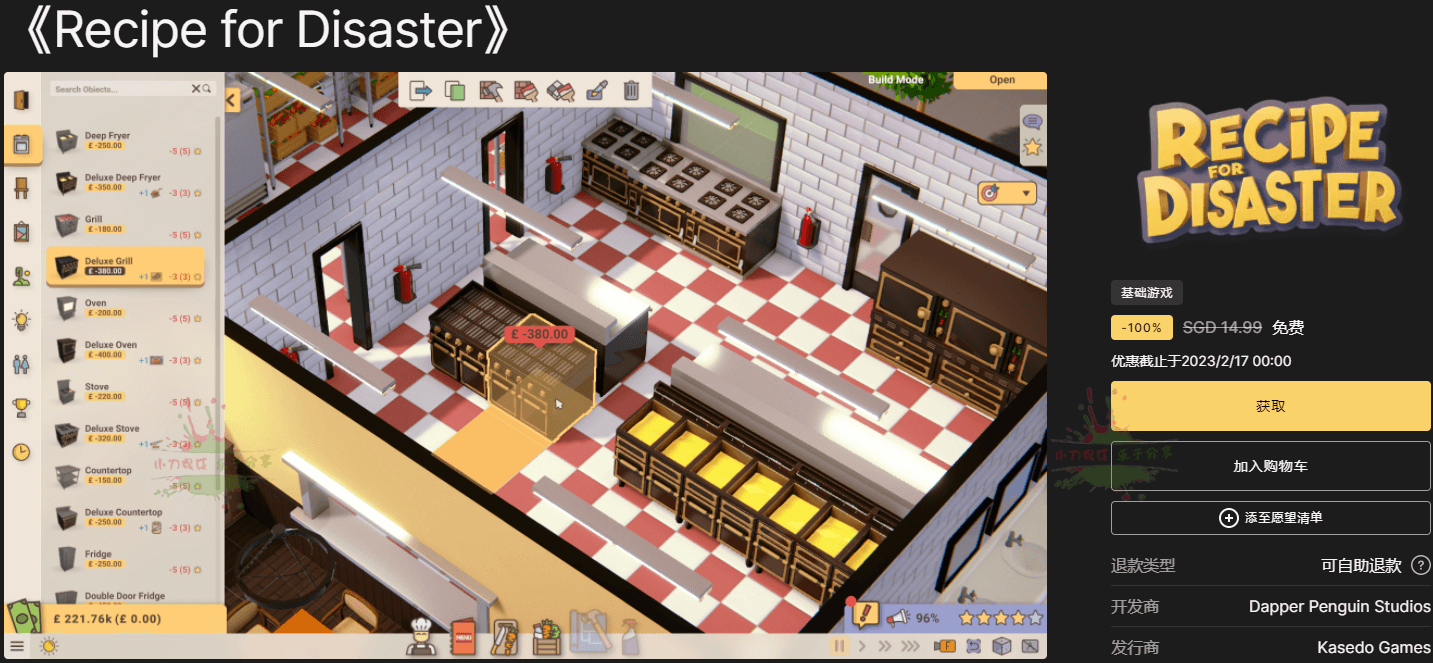 《Recipe for Disaster》
Search Objects...
Deep Fryer
£ -250.00
-5 (5)
Deluxe Deep Fryer
£ -350.00
+1
-3 (3)
Grill
£ -180.00
-5 (5)
Deluxe Grill
£ -380.00
+1
-3 (3)
Oven
£ -200.00
-5 (5)
Deluxe Oven
£ -400.00
+1
-3 (3)
Stove
£ -220.00
-5 (5)
Deluxe Stove
£ -320.00
+1
-3 (3)
Countertop
£ -150.00
-5 (5)
Deluxe Countertop
£ -250.00
+1
-3 (3)
Fridge
£ -250.00
-5 (5)
Double Door Fridge
£ 221.76k (£ 0.00)
Build Mode
Open
£ -380.00
MENU
96%
F
RECIPE
FOR
DISASTER
基础游戏
-100% SGD 14.99 免费
优惠截止于2023/2/17 00:00
获取
加入购物车
添至愿望清单
退款类型 可自助退款 ?
开发商 Dapper Penguin Studios
发行商 Kasedo Games